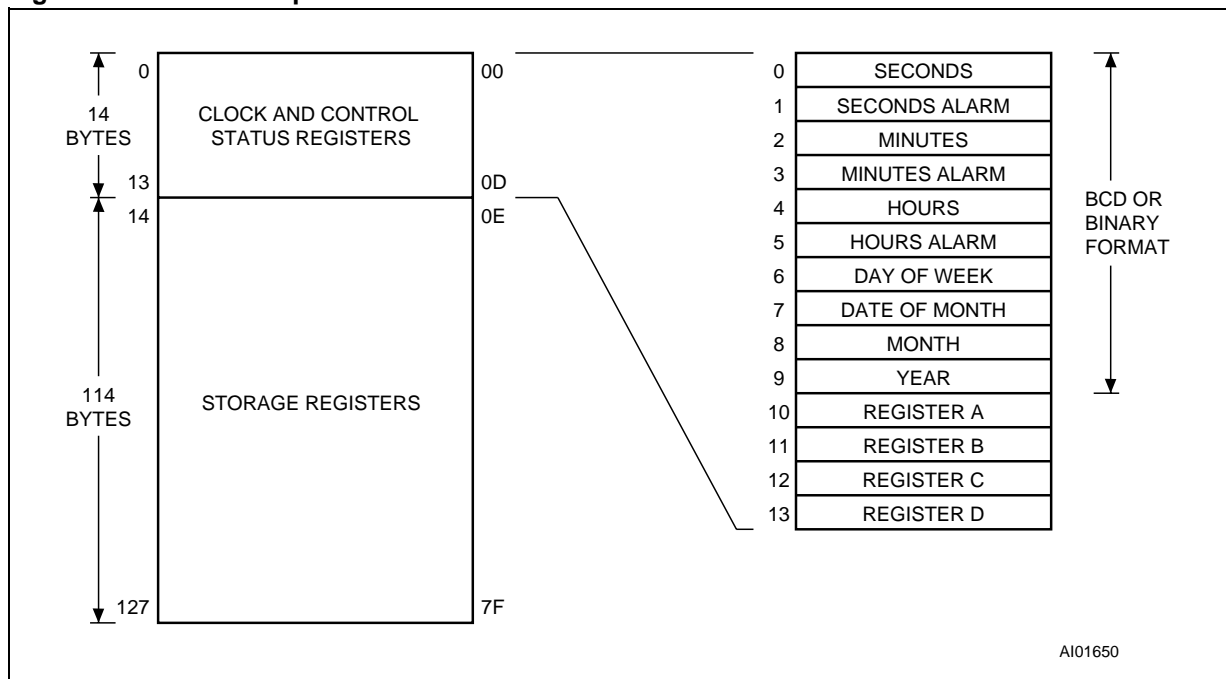 0
00
14
BYTES
CLOCK AND CONTROL
STATUS REGISTERS
13
0D
14
0E
114
BYTES
STORAGE REGISTERS
127
7F
0 SECONDS
1 SECONDS ALARM
2 MINUTES
3 MINUTES ALARM
4 HOURS
5 HOURS ALARM
6 DAY OF WEEK
7 DATE OF MONTH
8 MONTH
9 YEAR
10 REGISTER A
11 REGISTER B
12 REGISTER C
13 REGISTER D
BCD OR
BINARY
FORMAT
AI01650